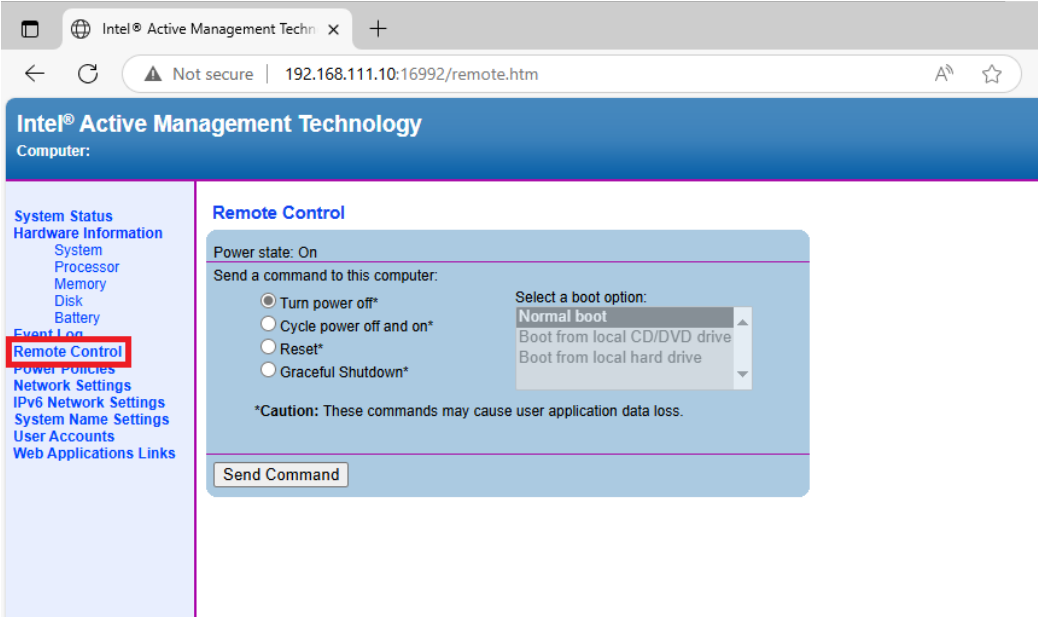 Intel® Active Management Techn
Not secure 192.168.111.10:16992/remote.htm
Intel® Active Management Technology
Computer:
System Status
Hardware Information
System
Processor
Memory
Disk
Battery
Event Log
Remote Control
Power Policies
Network Settings
IPv6 Network Settings
System Name Settings
User Accounts
Web Applications Links
Remote Control
Power state: On
Send a command to this computer:
Turn power off*
Cycle power off and on*
Reset*
Graceful Shutdown*
Select a boot option:
Normal boot
Boot from local CD/DVD drive
Boot from local hard drive
*Caution: These commands may cause user application data loss.
Send Command